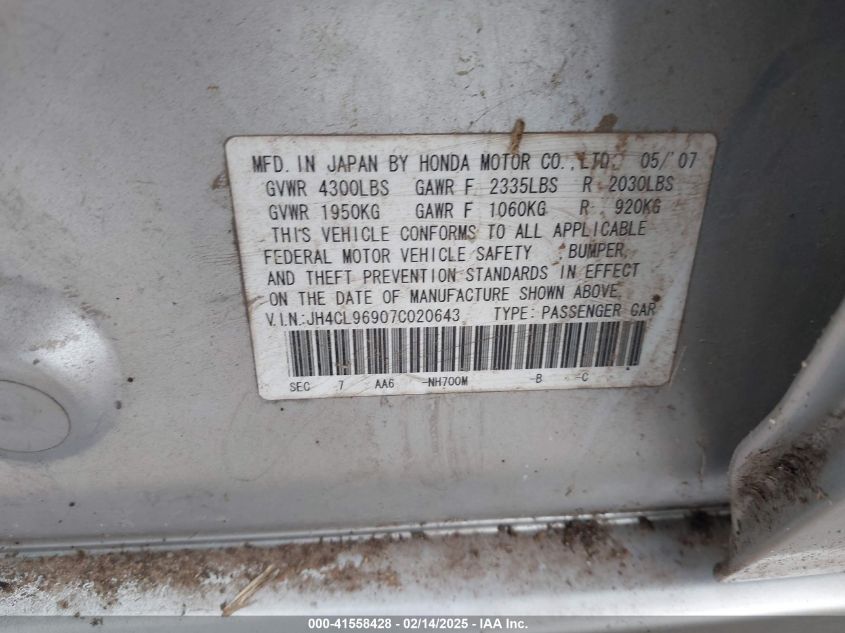 MFD. IN JAPAN BY HONDA MOTOR CO., LTD. 05/'07
GVWR 4300LBS GAWR F 2335LBS R 2030LBS
GVWR 1950KG GAWR F 1060KG R 920KG
THIS VEHICLE CONFORMS TO ALL APPLICABLE
FEDERAL MOTOR VEHICLE SAFETY , BUMPER,
AND THEFT PREVENTION STANDARDS IN EFFECT
ON THE DATE OF MANUFACTURE SHOWN ABOVE.
V.I.N.:JH4CL96907C020643 TYPE: PASSENGER CAR
SEC 7 AA6 -NH700M -B -C
000-41558428 - 02/14/2025 - IAA Inc.